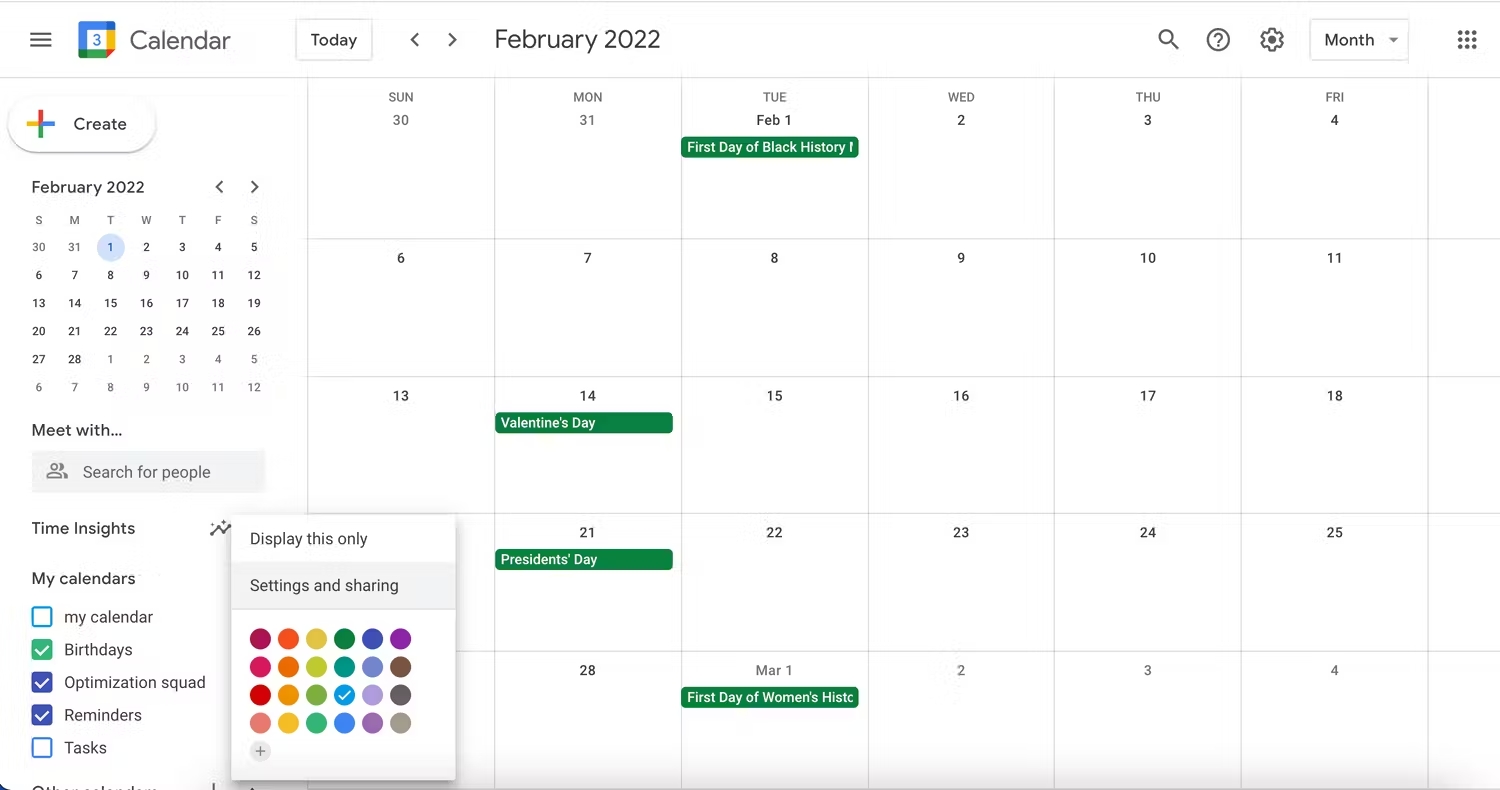 3 Calendar Today February 2022 Month
Create
February 2022
S M T W T F S
30 31 1 2 3 4 5
6 7 8 9 10 11 12
13 14 15 16 17 18 19
20 21 22 23 24 25 26
27 28 1 2 3 4 5
6 7 8 9 10 11 12
Meet with...
Search for people
Time Insights
My calendars
my calendar
Birthdays
Optimization squad
Reminders
Tasks
Other calendars
Display this only
Settings and sharing
SUN MON TUE WED THU FRI
30 31 Feb 1 2 3 4
First Day of Black History
6 7 8 9 10 11
13 14 15 16 17 18
Valentine's Day
21 22 23 24 25
Presidents' Day
28 Mar 1 2 3 4
First Day of Women's Histo